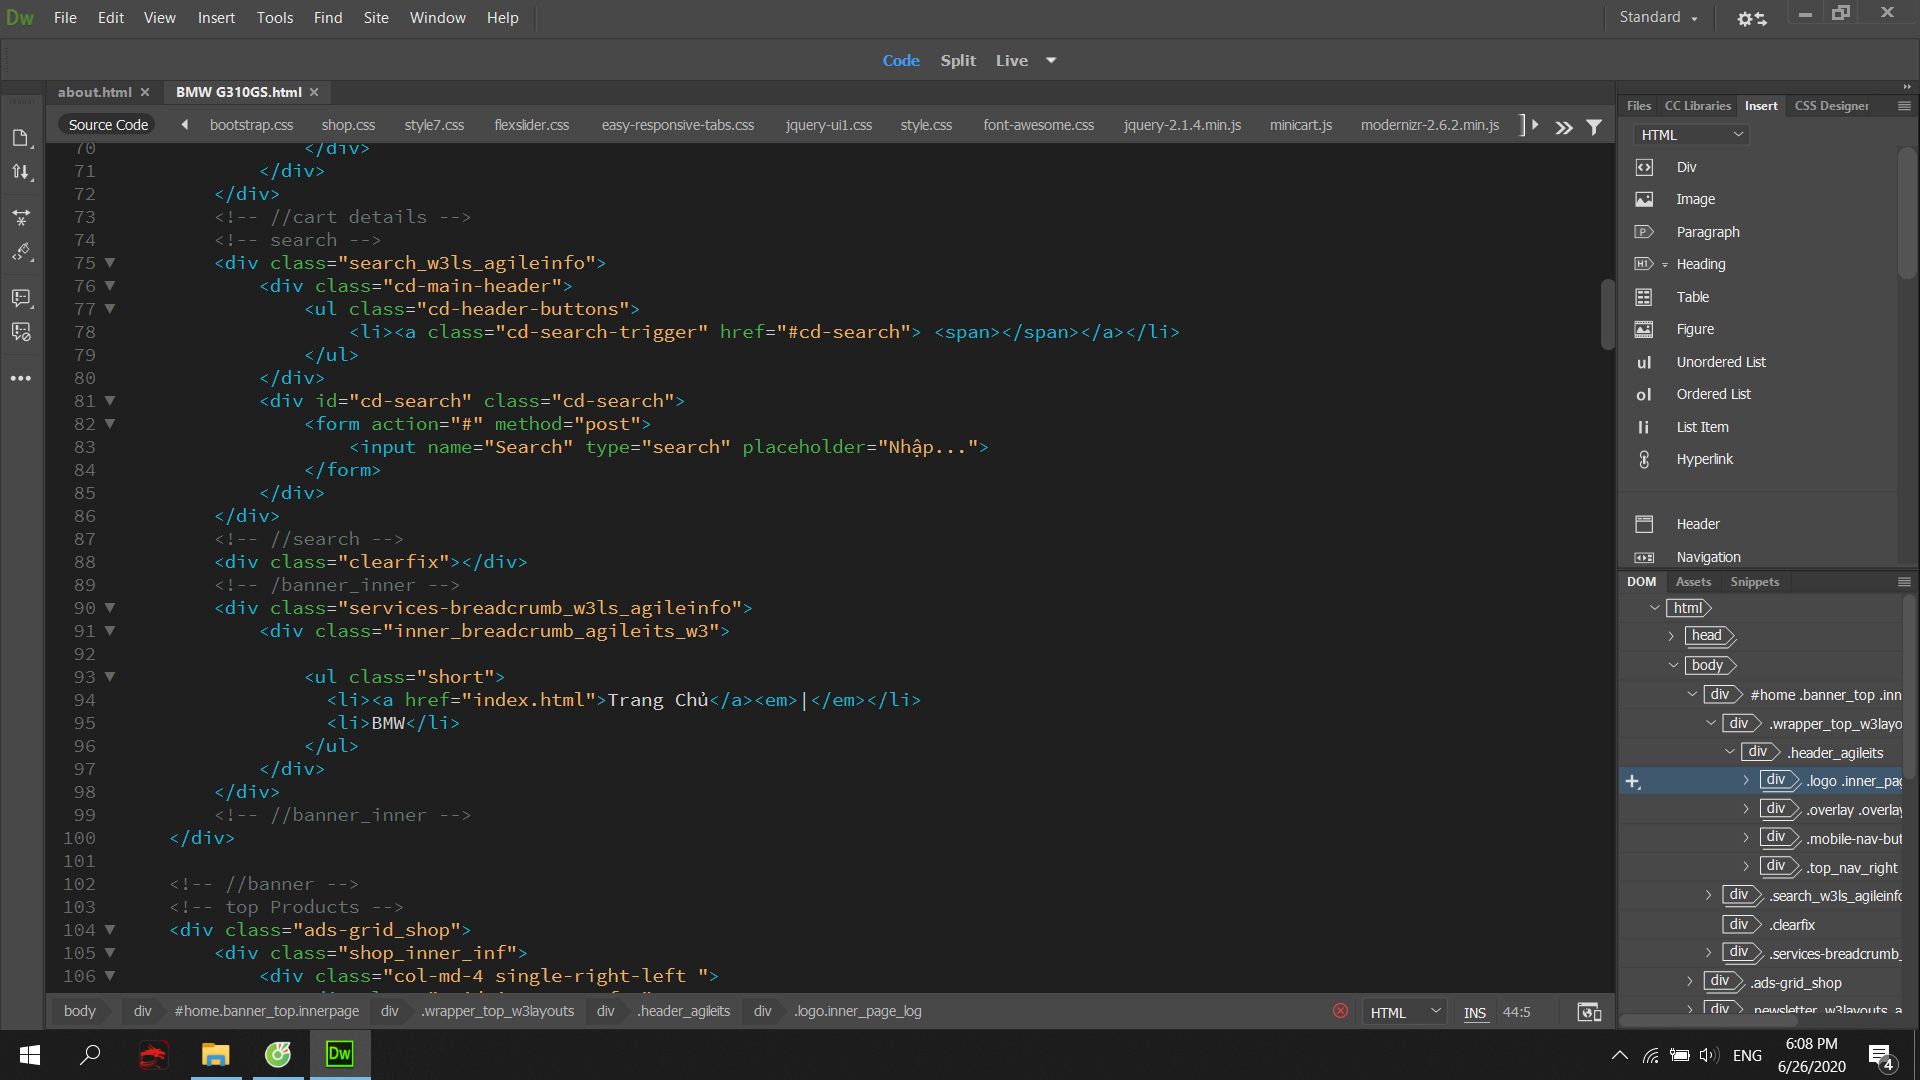 Dw File Edit View Insert Tools Find Site Window Help Standard
Code Split Live
about.html BMW G310GS.html
Source Code bootstrap.css shop.css style7.css flexslider.css easy-responsive-tabs.css jquery-ui1.css style.css font-awesome.css jquery-2.1.4.min.js minicart.js modernizr-2.6.2.min.js
70 </div>
71 </div>
72 </div>
73 <!-- //cart details -->
74 <!-- search -->
75 <div class="search_w3ls_agileinfo">
76 <div class="cd-main-header">
77 <ul class="cd-header-buttons">
78 <li><a class="cd-search-trigger" href="#cd-search"> <span></span></a></li>
79 </ul>
80 </div>
81 <div id="cd-search" class="cd-search">
82 <form action="#" method="post">
83 <input name="Search" type="search" placeholder="Nhập...">
84 </form>
85 </div>
86 </div>
87 <!-- //search -->
88 <div class="clearfix"></div>
89 <!-- /banner_inner -->
90 <div class="services-breadcrumb_w3ls_agileinfo">
91 <div class="inner_breadcrumb_agileits_w3">
92
93 <ul class="short">
94 <li><a href="index.html">Trang Chủ</a><em>|</em></li>
95 <li>BMW</li>
96 </ul>
97 </div>
98 </div>
99 <!-- //banner_inner -->
100 </div>
101
102 <!-- //banner -->
103 <!-- top Products -->
104 <div class="ads-grid_shop">
105 <div class="shop_inner_inf">
106 <div class="col-md-4 single-right-left ">
body div #home.banner_top.innerpage div .wrapper_top_w3layouts div .header_agileits div .logo.inner_page_log HTML INS 44:5
Files CC Libraries Insert CSS Designer
HTML
Div
Image
Paragraph
H1 Heading
Table
Figure
ul Unordered List
ol Ordered List
li List Item
Hyperlink
Header
Navigation
DOM Assets Snippets
html
head
body
div #home .banner_top .inn
div .wrapper_top_w3layo
div .header_agileits
div .logo .inner_pag
div .overlay .overlay
div .mobile-nav-but
div .top_nav_right
div .search_w3ls_agileinfo
div .clearfix
div .services-breadcrumb_
div .ads-grid_shop
div .newsletter_w3layouts_a
Dw ENG 6:08 PM
6/26/2020 4